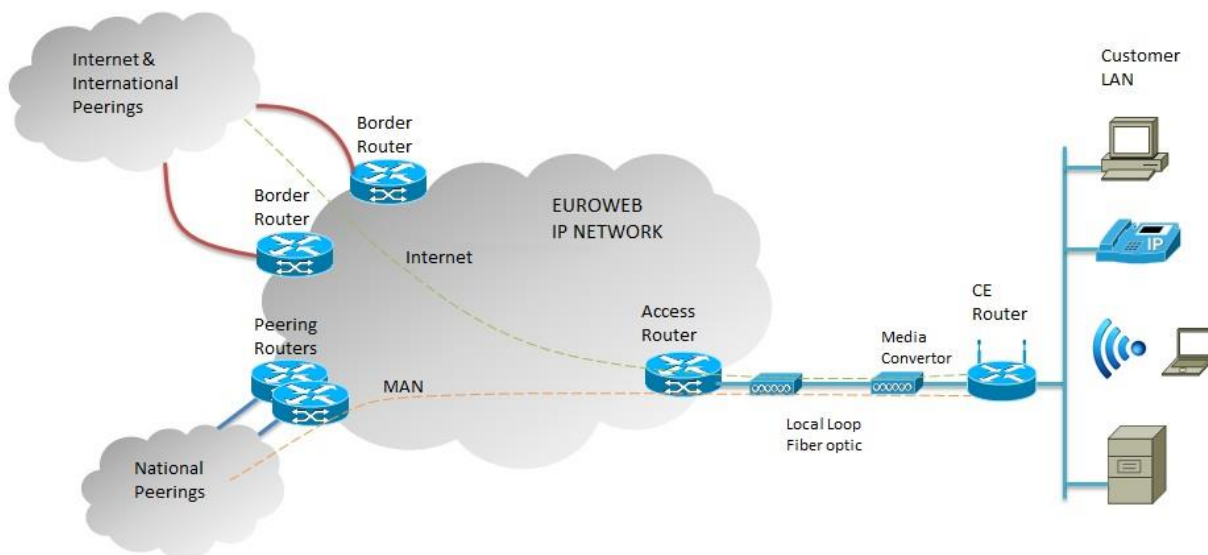 Internet &
International
Peerings
Border
Router
Border
Router
EUROWEB
IP NETWORK
Internet
Peering
Routers
MAN
National
Peerings
Access
Router
Media
Convertor
Local Loop
Fiber optic
CE
Router
Customer
LAN
IP